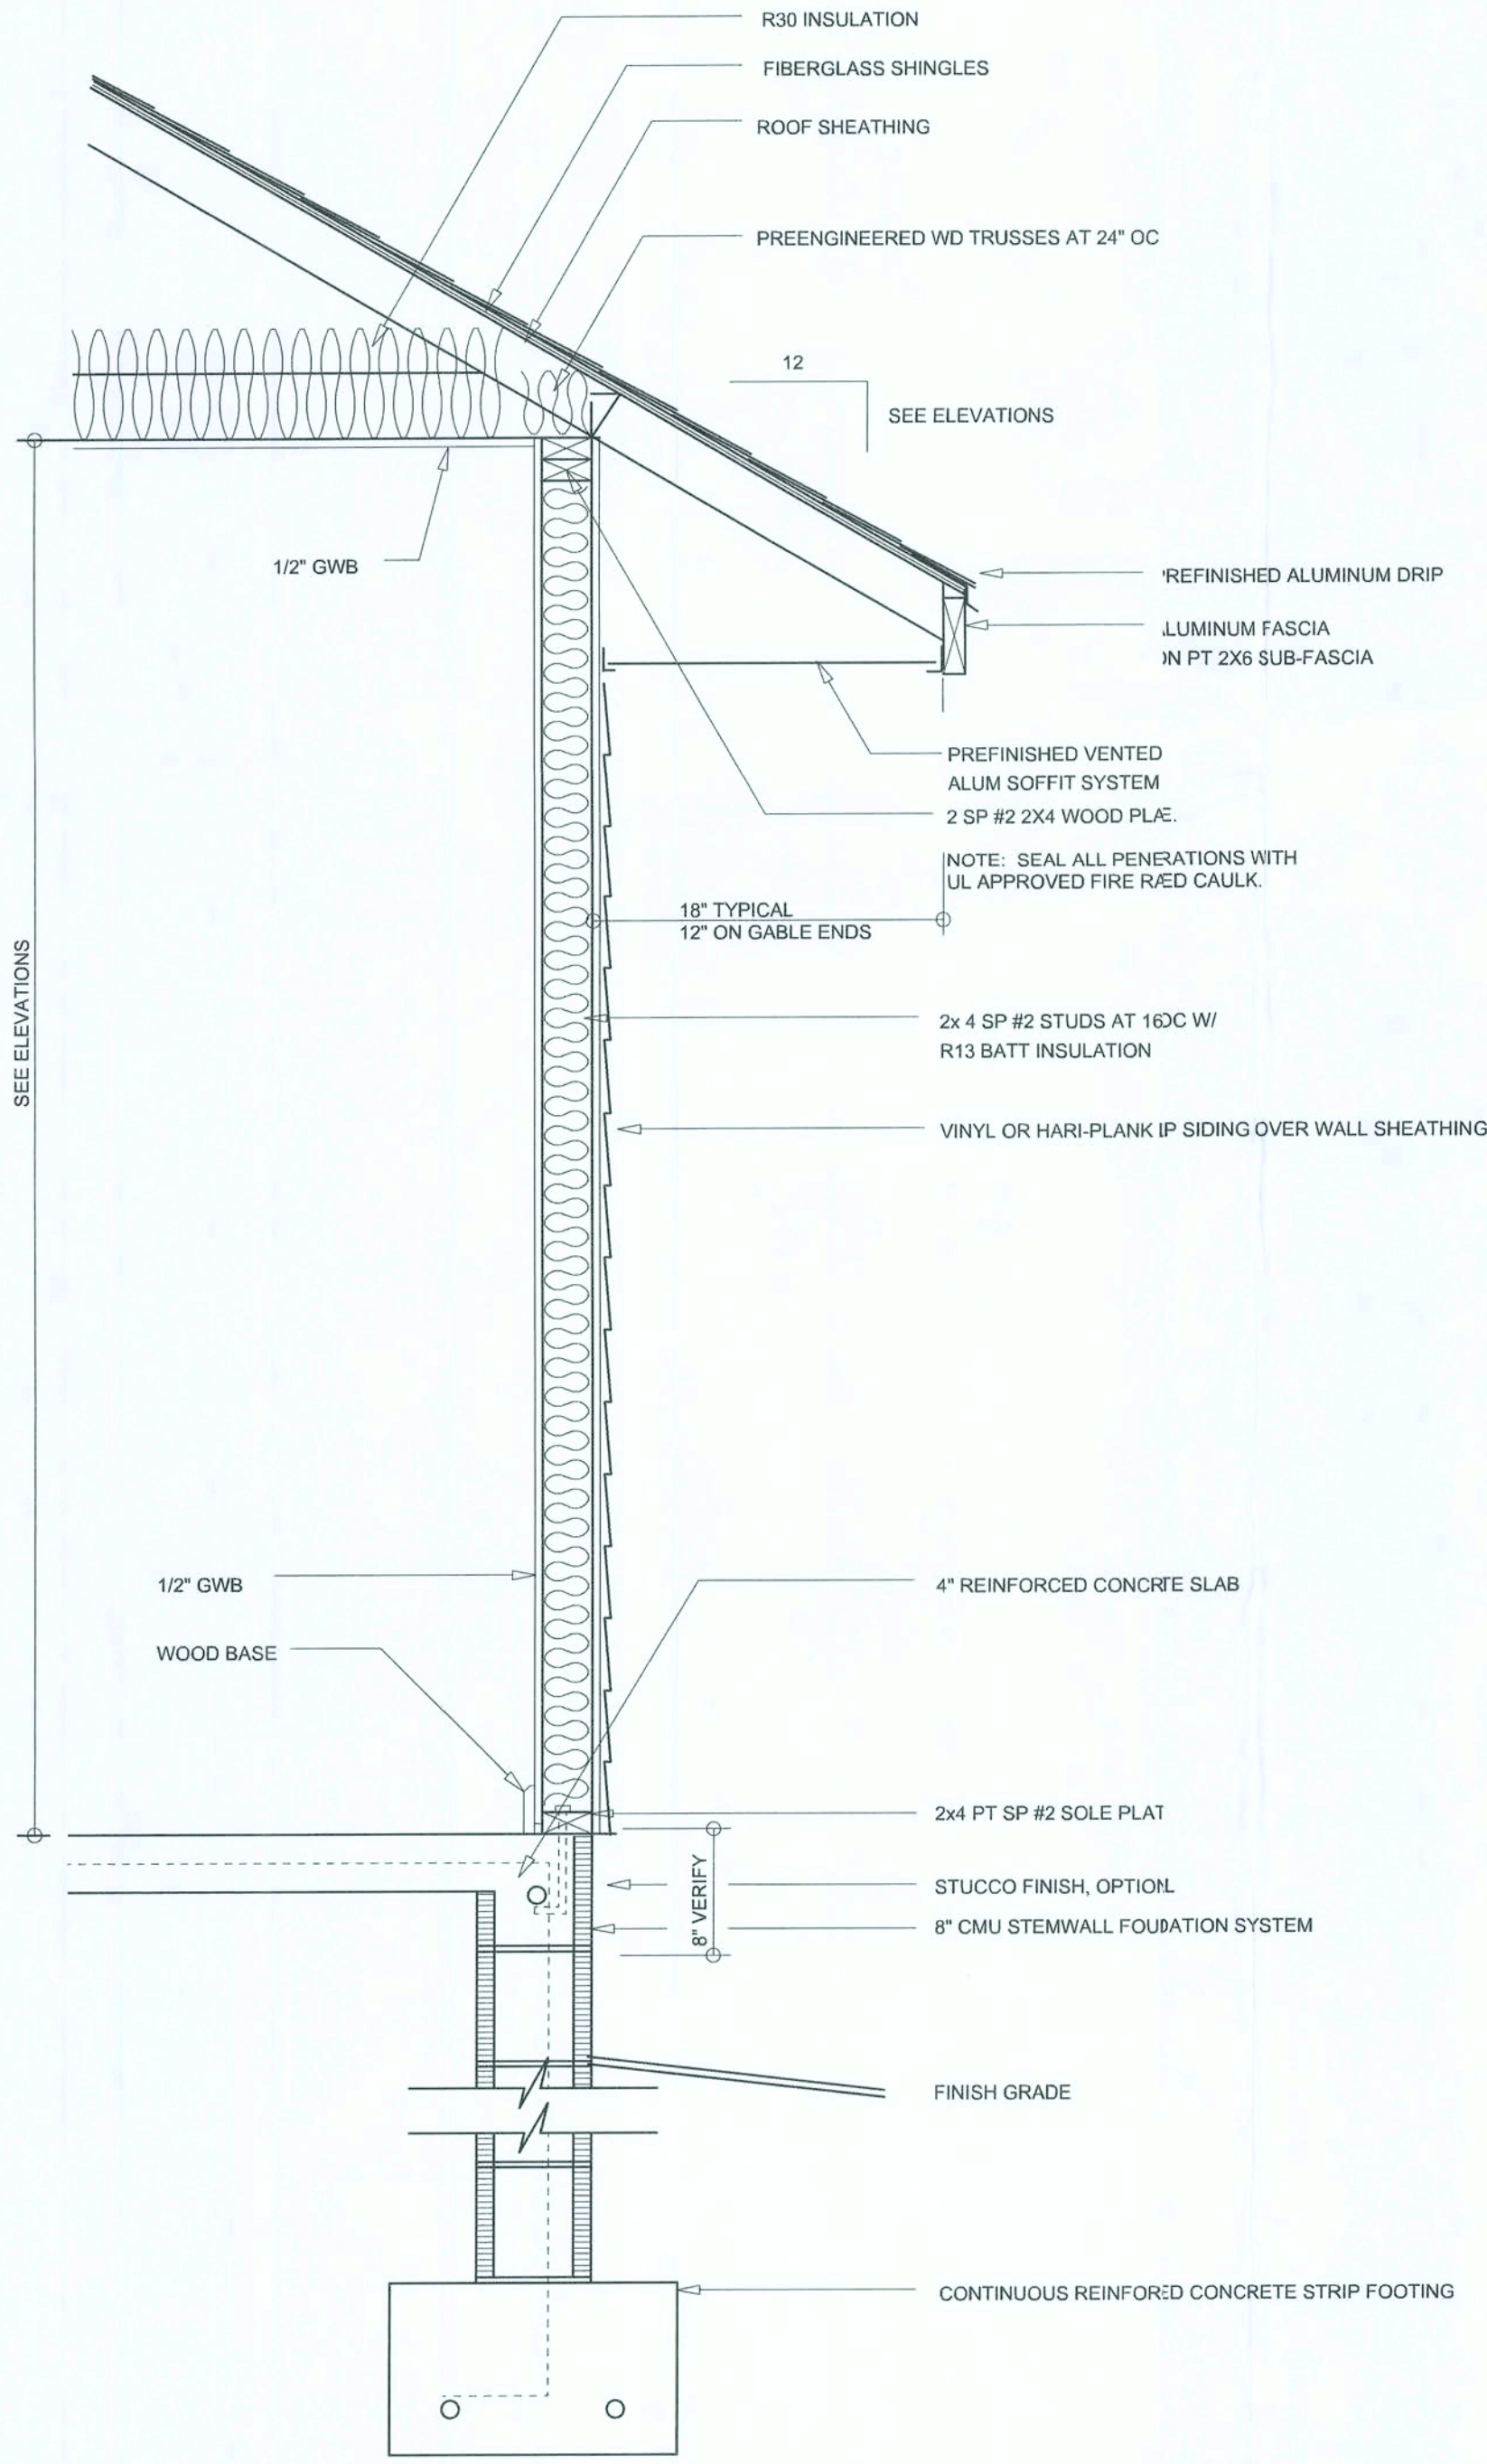 R30 INSULATION
FIBERGLASS SHINGLES
ROOF SHEATHING
PREENGINEERED WD TRUSSES AT 24" OC
12
SEE ELEVATIONS
1/2" GWB
REFINISHED ALUMINUM DRIP
LUMINUM FASCIA
N PT 2X6 SUB-FASCIA
PREFINISHED VENTED
ALUM SOFFIT SYSTEM
2 SP #2 2X4 WOOD PLAE.
NOTE: SEAL ALL PENERATIONS WITH
UL APPROVED FIRE RAED CAULK.
18" TYPICAL
12" ON GABLE ENDS
SEE ELEVATIONS
2x 4 SP #2 STUDS AT 16OC W/
R13 BATT INSULATION
VINYL OR HARI-PLANK LP SIDING OVER WALL SHEATHING
1/2" GWB
4" REINFORCED CONCRTE SLAB
WOOD BASE
2x4 PT SP #2 SOLE PLAT
8" VERIFY
STUCCO FINISH, OPTIONL
8" CMU STEMWALL FOUDATION SYSTEM
FINISH GRADE
CONTINUOUS REINFORED CONCRETE STRIP FOOTING